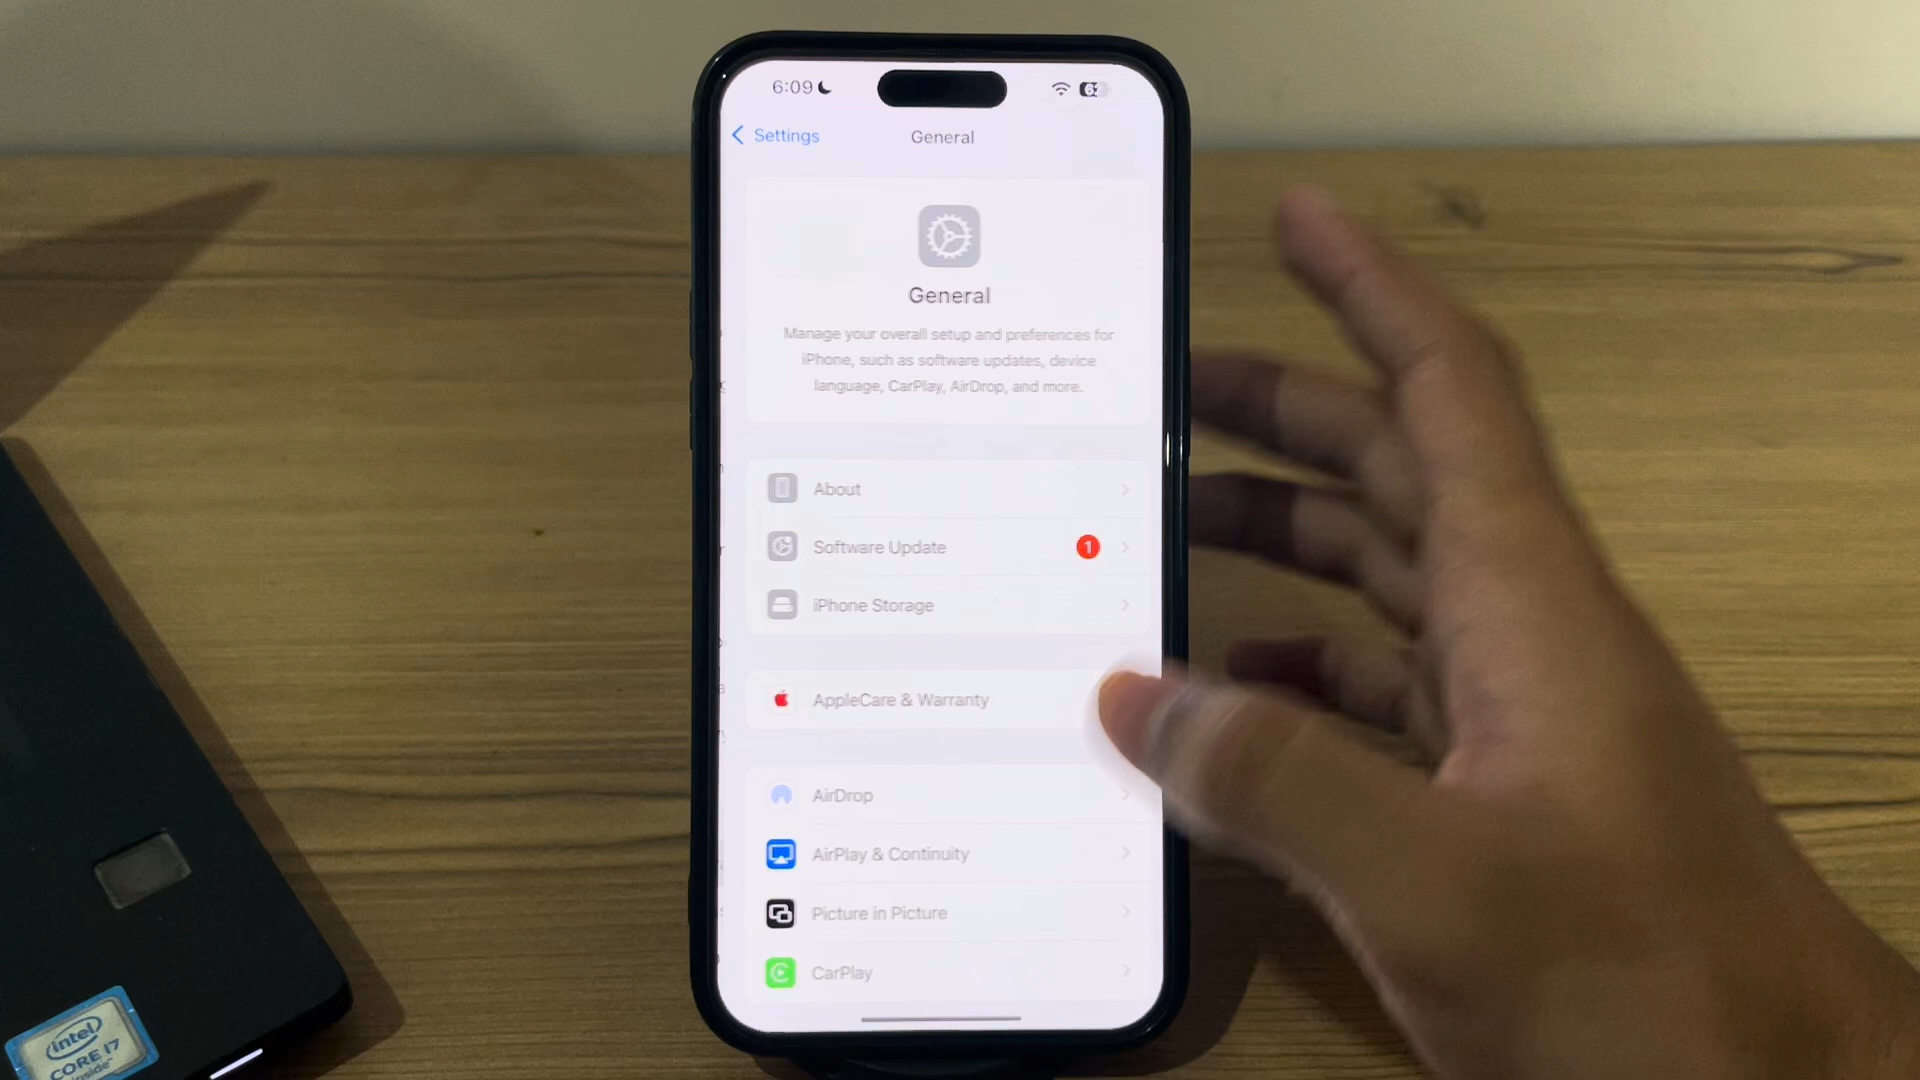 6:09
Settings
General
General
Manage your overall setup and preferences for
iPhone, such as software updates, device
language, CarPlay, AirDrop, and more.
About
Software Update
1
iPhone Storage
AppleCare & Warranty
AirDrop
AirPlay & Continuity
Picture in Picture
CarPlay
intel
CORE i7
inside